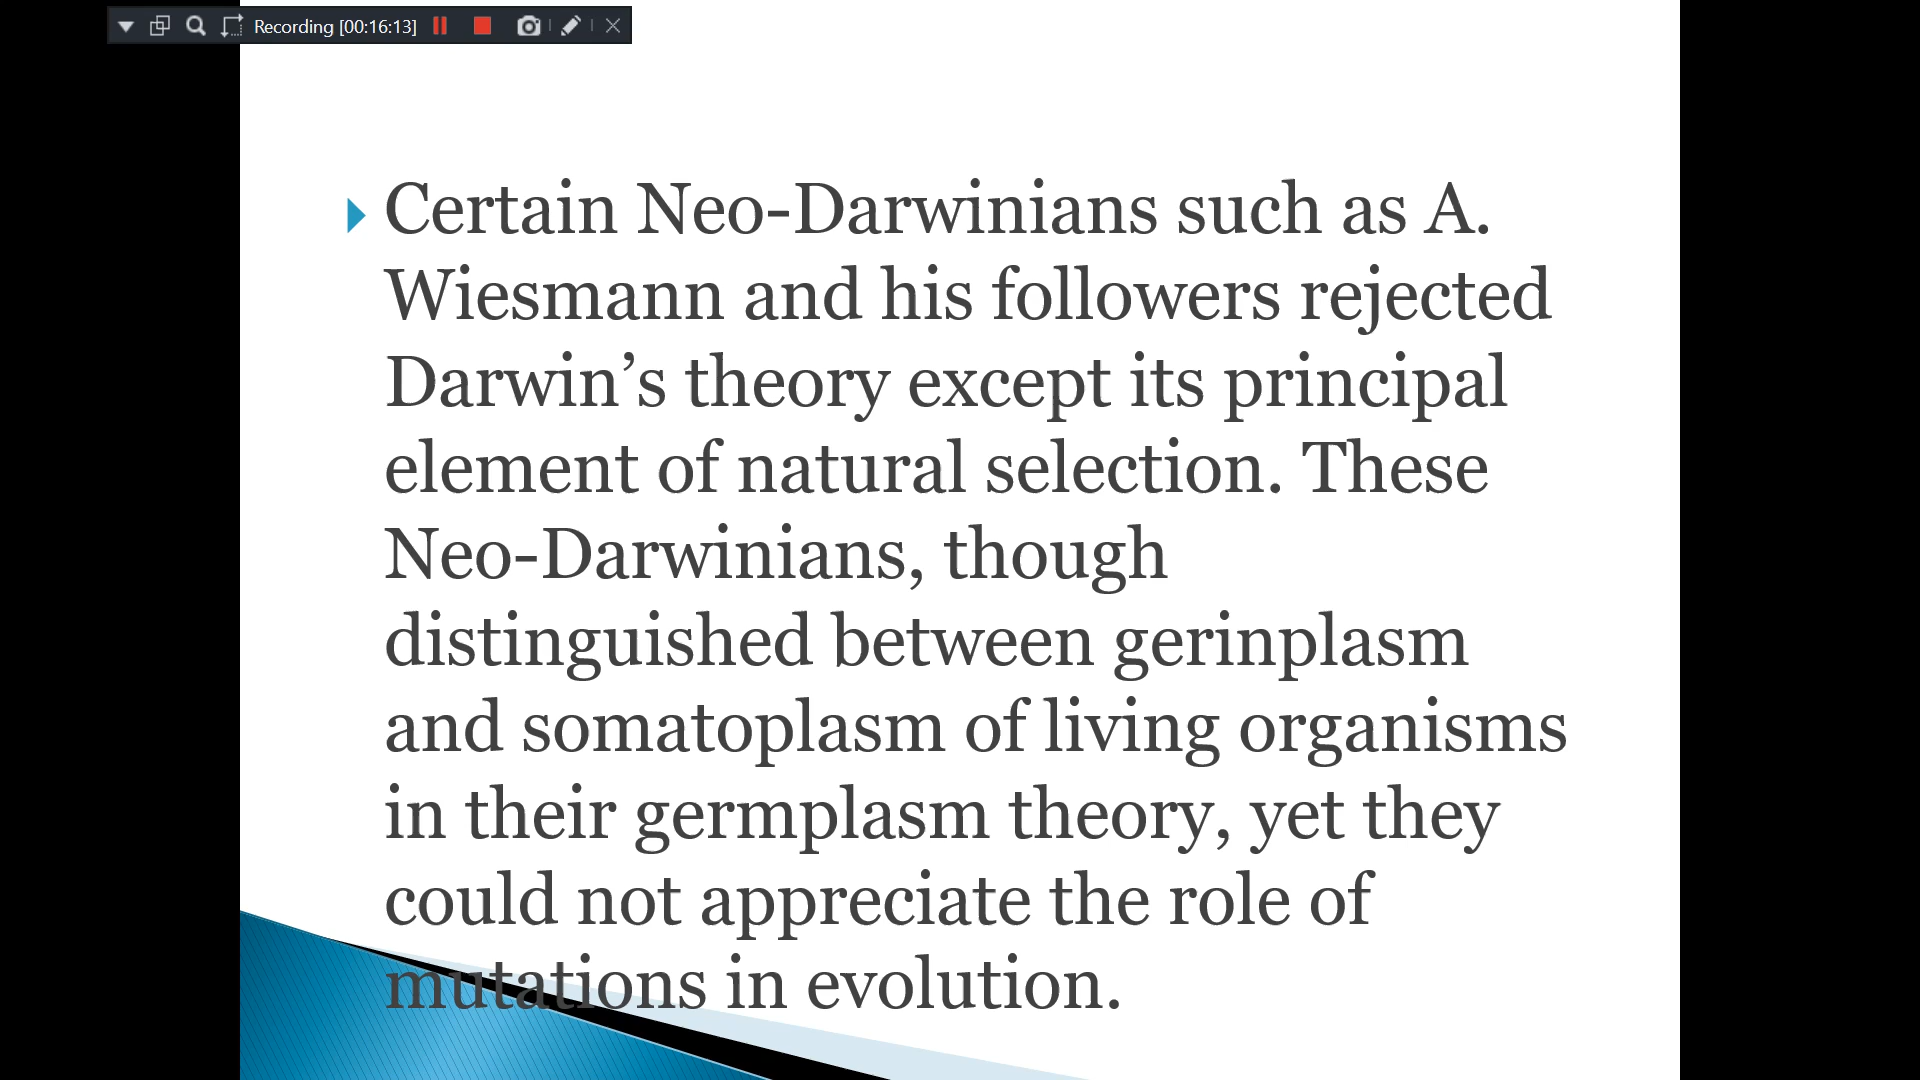 Recording [00:16:13]
Certain Neo-Darwinians such as A.
Wiesmann and his followers rejected
Darwin’s theory except its principal
element of natural selection. These
Neo-Darwinians, though
distinguished between gerinplasm
and somatoplasm of living organisms
in their germplasm theory, yet they
could not appreciate the role of
mutations in evolution.